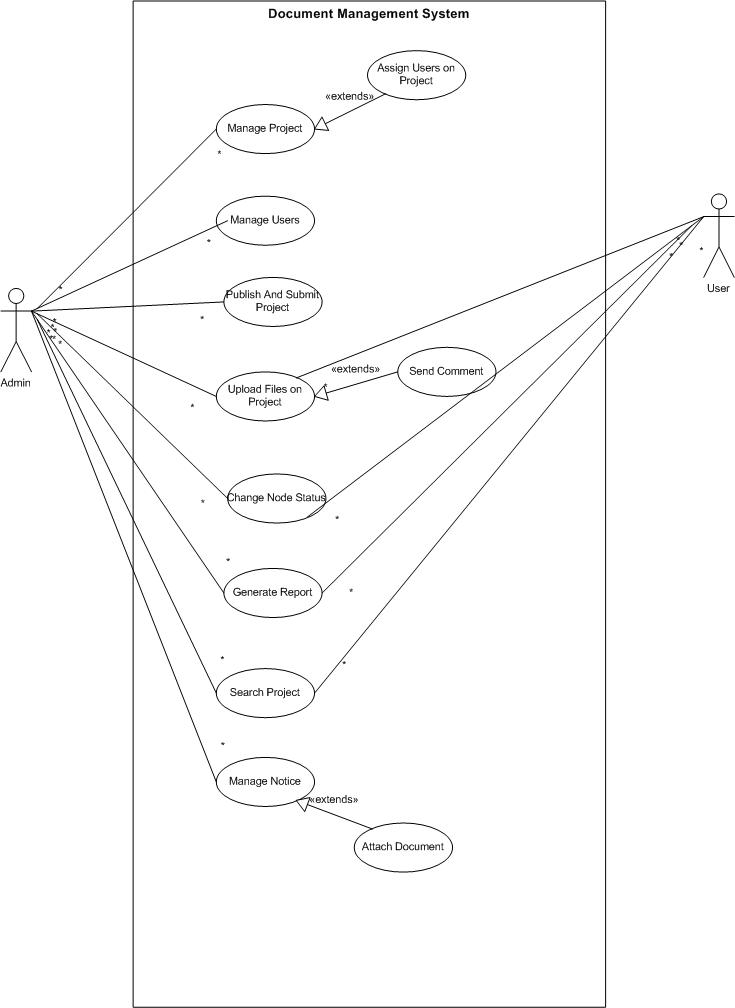 Document Management System
Assign Users on
Project
«extends»
Manage Project
*
Manage Users
*
*
Publish And Submit
Project
*
*
*
*
*
*
*
*
*
*
*
*
User
Admin
«extends»
*
Send Comment
Upload Files on
Project
*
Change Node Status
*
*
*
Generate Report
*
*
*
Search Project
*
Manage Notice
«extends»
Attach Document